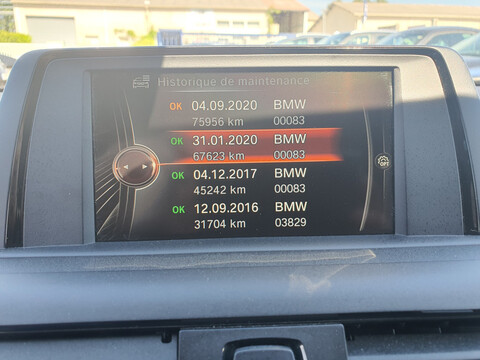 Historique de maintenance
OK 04.09.2020 BMW
75956 km 00083
OK 31.01.2020 BMW
67623 km 00083
OK 04.12.2017 BMW
45242 km 00083
OK 12.09.2016 BMW
31704 km 03829
OFF